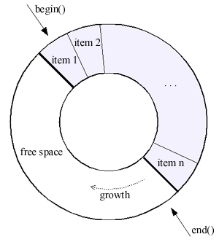 begin()
item 1
item 2
. . .
free space
item n
growth
end()